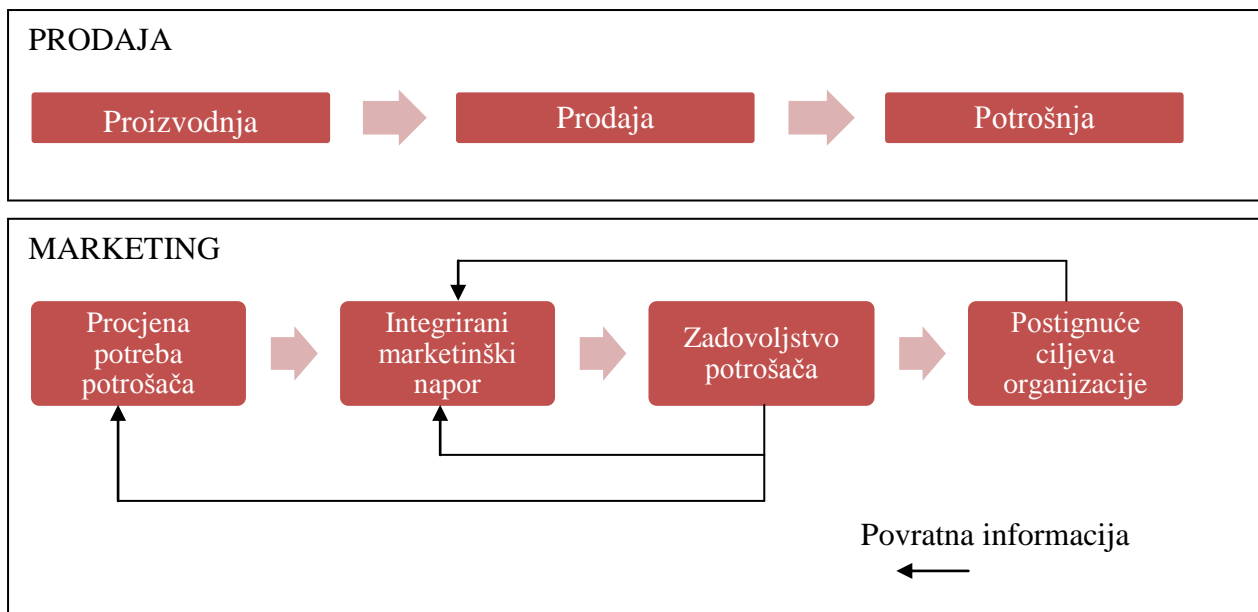 PRODAJA
Proizvodnja
Prodaja
Potrošnja
MARKETING
Procjena
potreba
potrošača
Integrirani
marketinški
napor
Zadovoljstvo
potrošača
Postignuće
ciljeva
organizacije
Povratna informacija